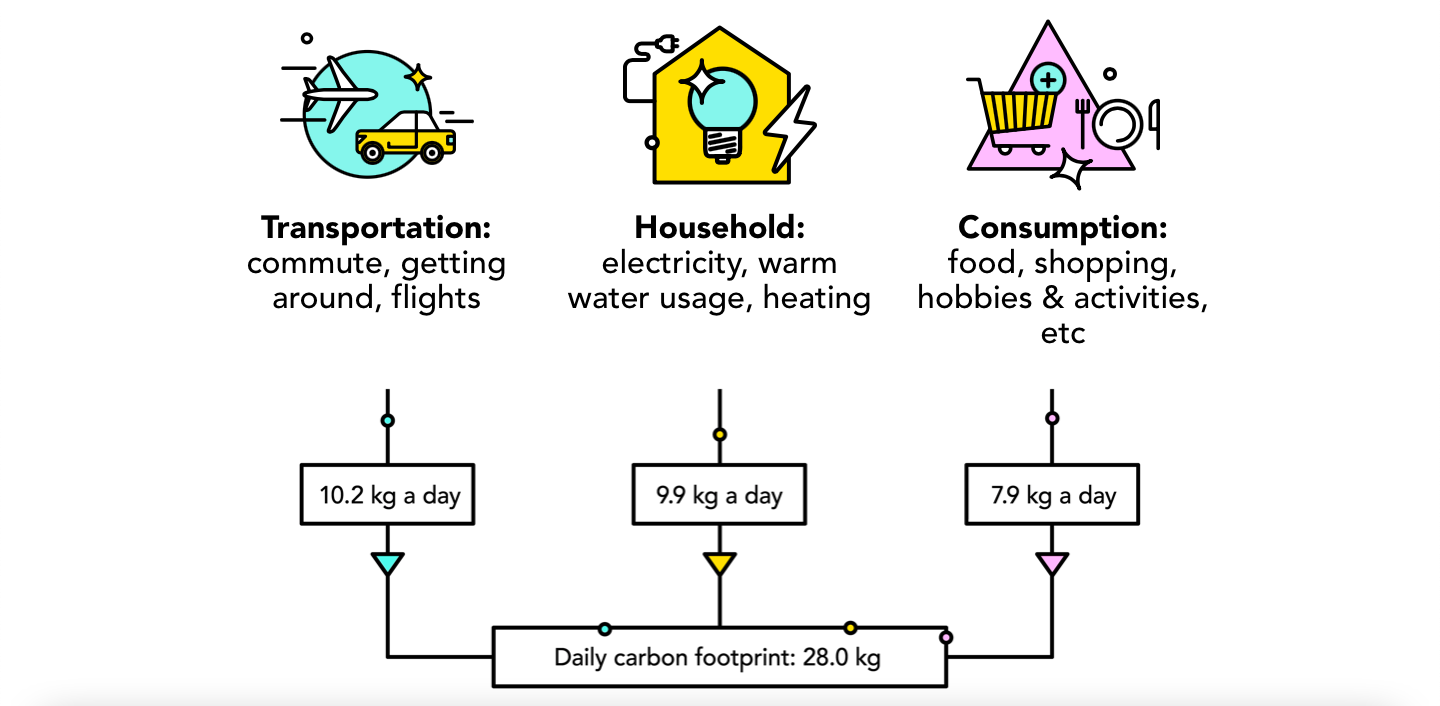 Transportation:
commute, getting
around, flights
Household:
electricity, warm
water usage, heating
Consumption:
food, shopping,
hobbies & activities,
etc
10.2 kg a day
9.9 kg a day
7.9 kg a day
Daily carbon footprint: 28.0 kg